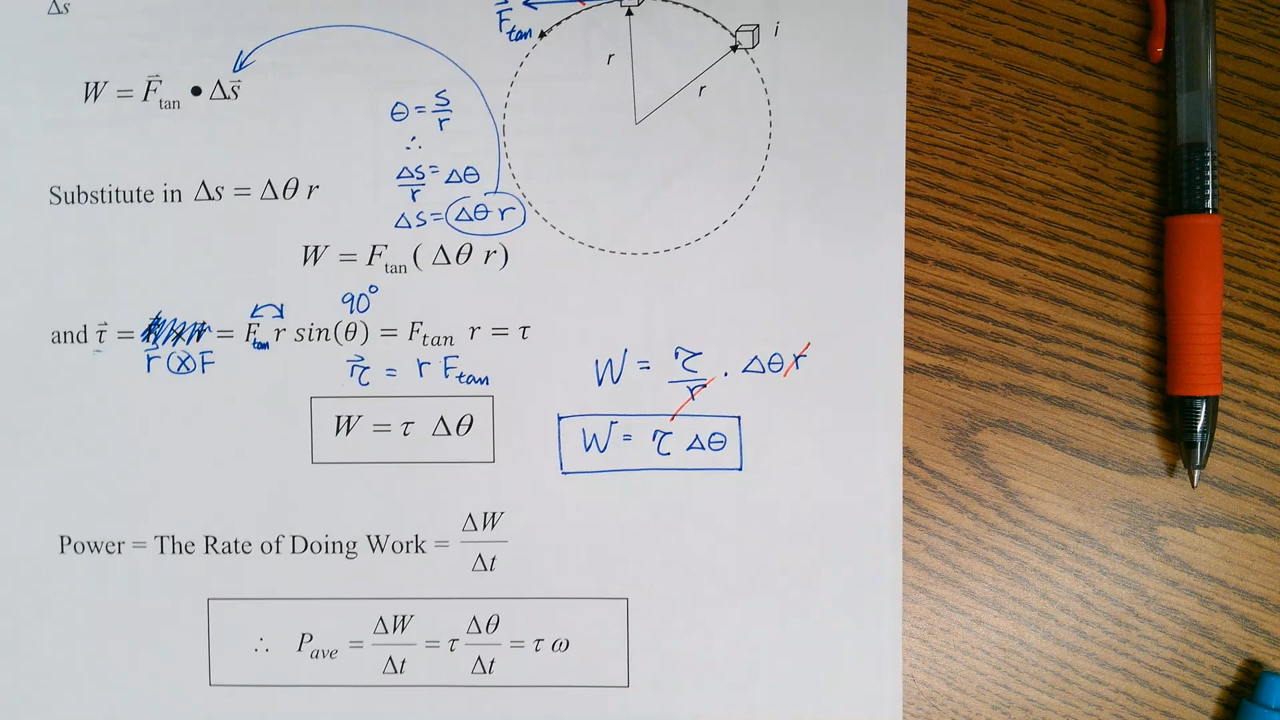 Δs
F⃗tan
i
r
r
W = F⃗tan • Δs⃗
θ = s/r
∴
Δs/r = Δθ
Δs = Δθ r
Substitute in Δs = Δθ r
W = Ftan ( Δθ r)
90°
and τ⃗ = = Ftan r sin(θ) = Ftan r = τ
r⃗ ⊗ F
τ⃗ = r Ftan
W = τ/r · Δθ r
W = τ Δθ
W = τ Δθ
Power = The Rate of Doing Work = ΔW/Δt
∴ Pave = ΔW/Δt = τ Δθ/Δt = τ ω